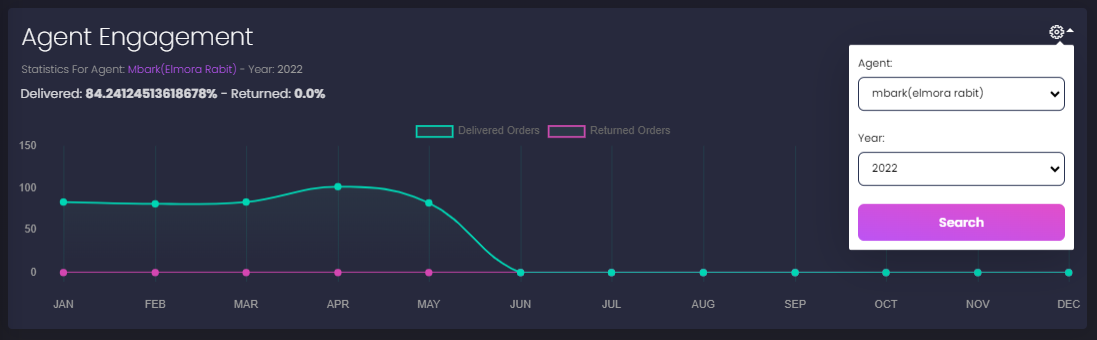 Agent Engagement
Statistics For Agent: Mbark(Elmora Rabit) - Year: 2022
Delivered: 84.24124513618678% - Returned: 0.0%
Agent:
mbark(elmora rabit)
Year:
2022
Search
Delivered Orders Returned Orders
150
100
50
0
JAN FEB MAR APR MAY JUN JUL AUG SEP OCT NOV DEC